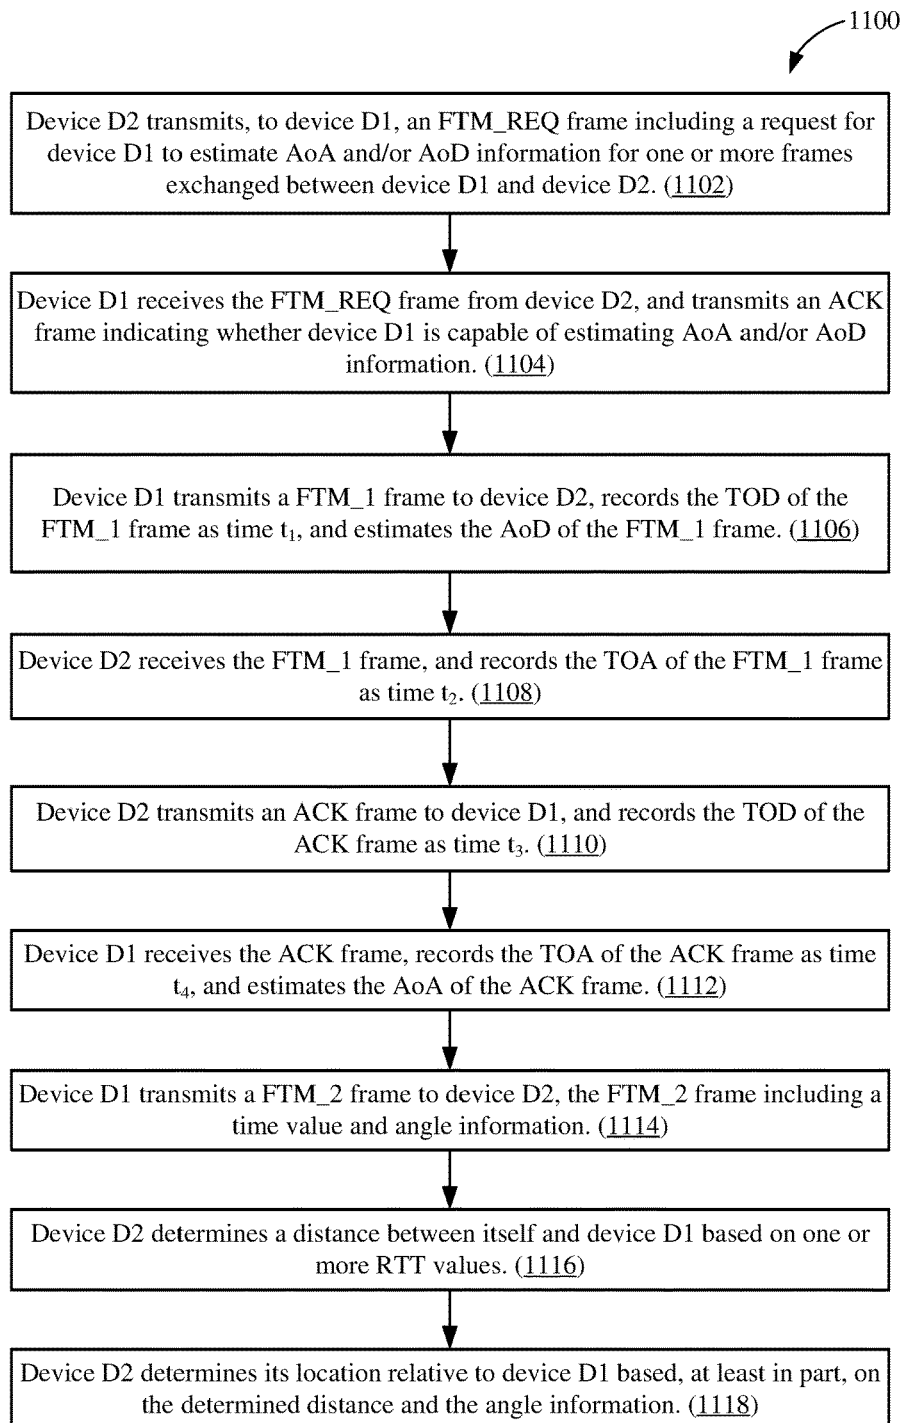 1100
Device D2 transmits, to device D1, an FTM_REQ frame including a request for
device D1 to estimate AoA and/or AoD information for one or more frames
exchanged between device D1 and device D2. (1102)
Device D1 receives the FTM_REQ frame from device D2, and transmits an ACK
frame indicating whether device D1 is capable of estimating AoA and/or AoD
information. (1104)
Device D1 transmits a FTM_1 frame to device D2, records the TOD of the
FTM_1 frame as time t₁, and estimates the AoD of the FTM_1 frame. (1106)
Device D2 receives the FTM_1 frame, and records the TOA of the FTM_1 frame
as time t₂. (1108)
Device D2 transmits an ACK frame to device D1, and records the TOD of the
ACK frame as time t₃. (1110)
Device D1 receives the ACK frame, records the TOA of the ACK frame as time
t₄, and estimates the AoA of the ACK frame. (1112)
Device D1 transmits a FTM_2 frame to device D2, the FTM_2 frame including a
time value and angle information. (1114)
Device D2 determines a distance between itself and device D1 based on one or
more RTT values. (1116)
Device D2 determines its location relative to device D1 based, at least in part, on
the determined distance and the angle information. (1118)